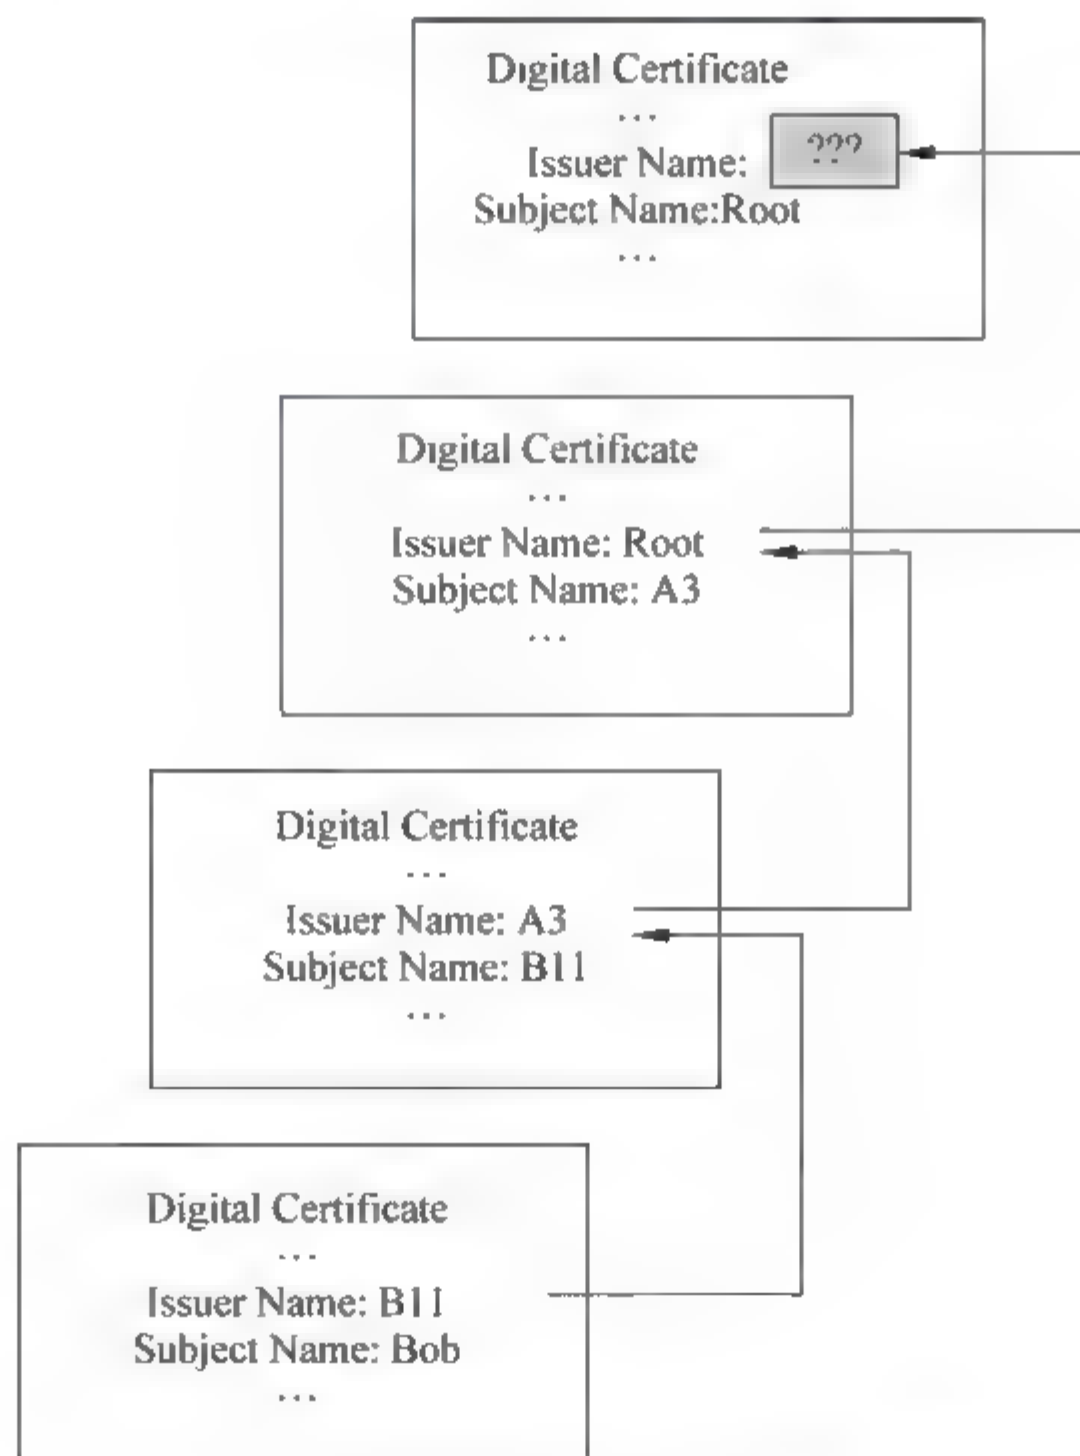 Digital Certificate
...
Issuer Name: ???
Subject Name:Root
...
Digital Certificate
...
Issuer Name: Root
Subject Name: A3
...
Digital Certificate
...
Issuer Name: A3
Subject Name: B11
...
Digital Certificate
...
Issuer Name: B11
Subject Name: Bob
...